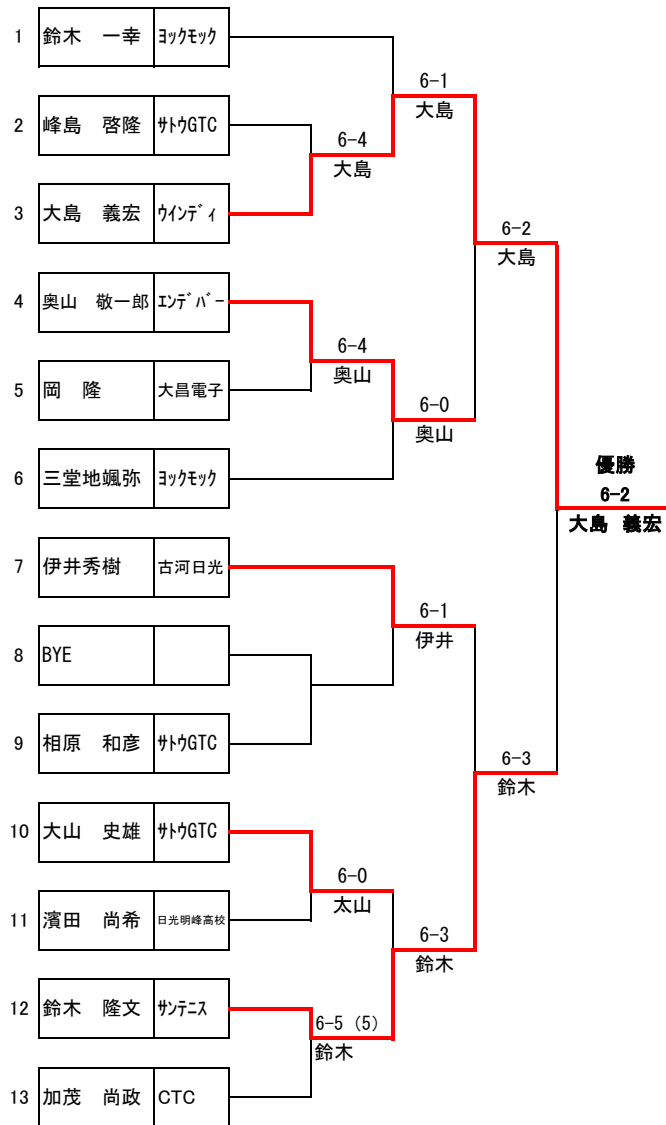 1 鈴木 一幸 ﾖｯｸﾓｯｸ
6-1
大島
2 峰島 啓隆 ｻﾄｳGTC
6-4
大島
3 大島 義宏 ｳｲﾝﾃﾞｨ
6-2
大島
4 奥山 敬一郎 ｴﾝﾃﾞﾊﾞｰ
6-4
奥山
5 岡 隆 大昌電子
6-0
奥山
6 三堂地颯弥 ﾖｯｸﾓｯｸ
優勝
6-2
大島 義宏
7 伊井秀樹 古河日光
6-1
伊井
8 BYE
9 相原 和彦 ｻﾄｳGTC
6-3
鈴木
10 大山 史雄 ｻﾄｳGTC
6-0
太山
11 濱田 尚希 日光明峰高校
6-3
鈴木
12 鈴木 隆文 ｻﾝﾃﾆｽ
6-5 (5)
鈴木
13 加茂 尚政 CTC